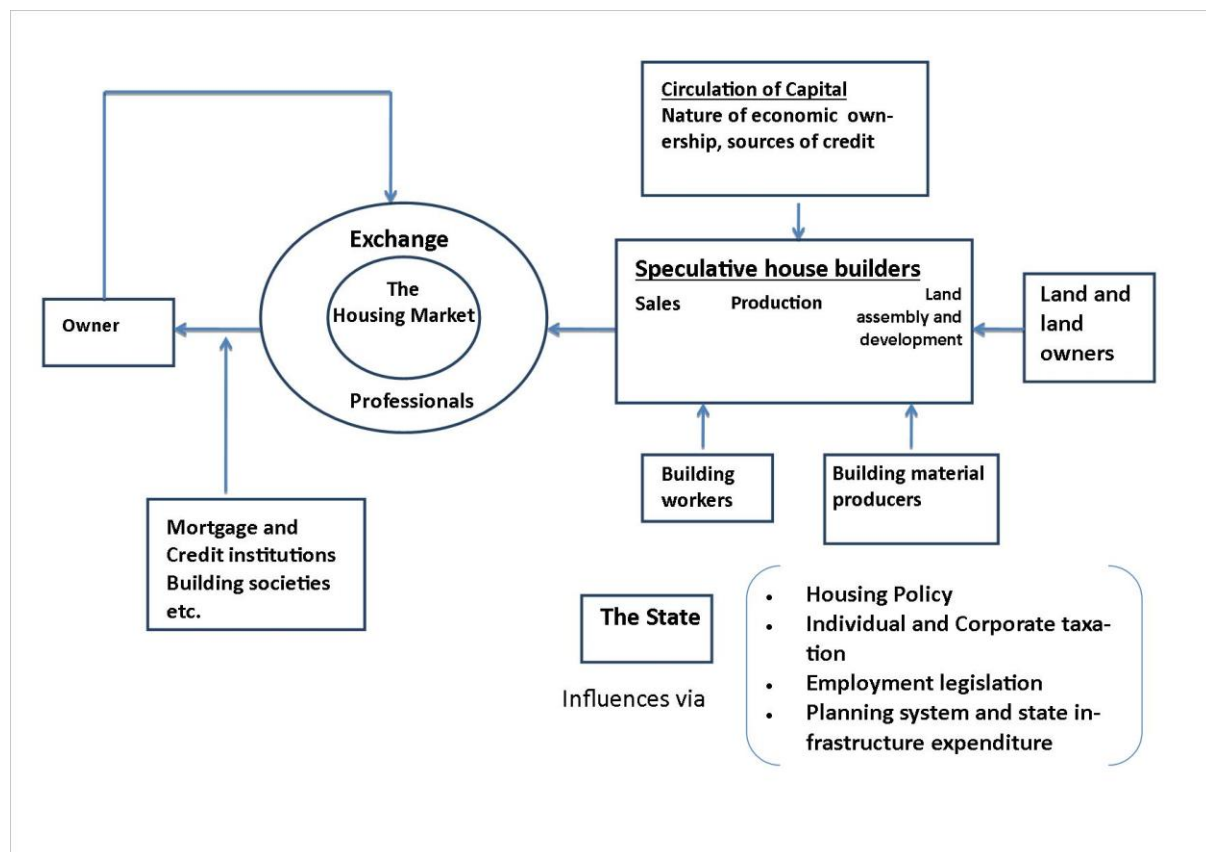 Circulation of Capital
Nature of economic own-
ership, sources of credit
Exchange
The
Housing Market
Professionals
Owner
Speculative house builders
Sales
Production
Land
assembly and
development
Land and
land
owners
Building
workers
Building material
producers
Mortgage and
Credit institutions
Building societies
etc.
The State
Influences via
• Housing Policy
• Individual and Corporate taxa-
tion
• Employment legislation
• Planning system and state in-
frastructure expenditure